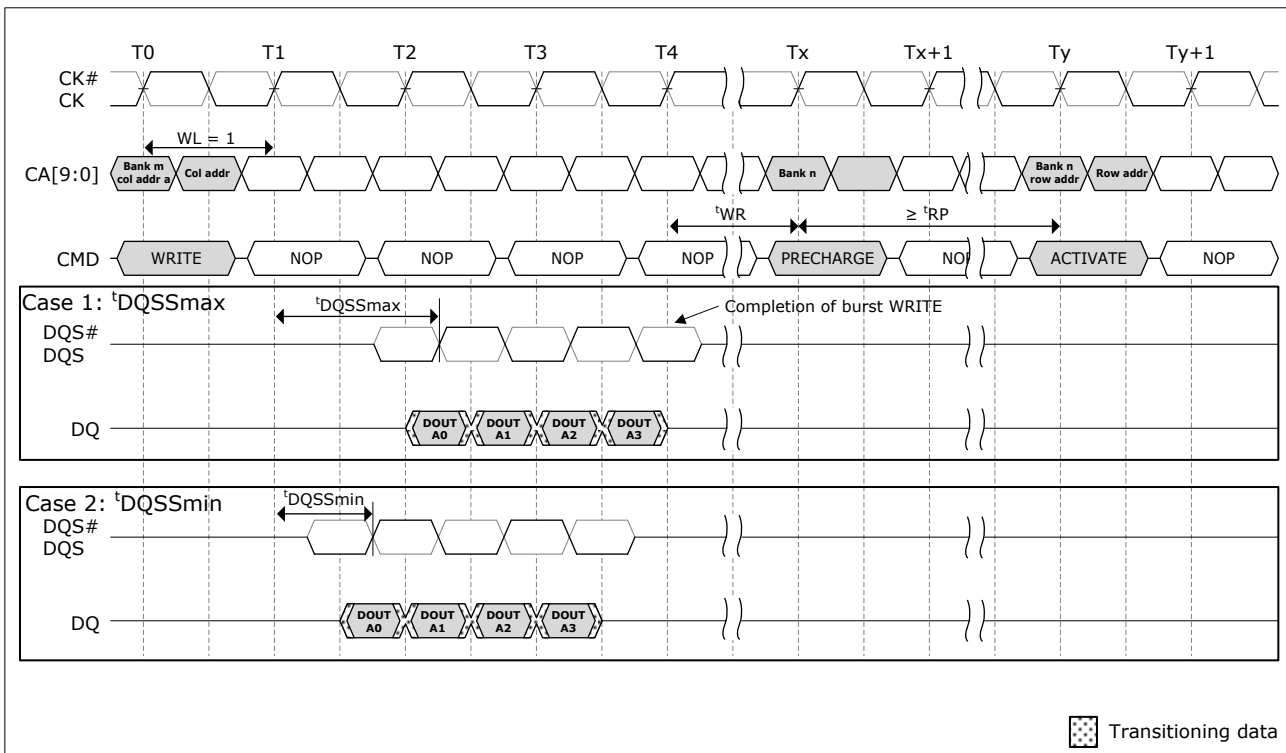 T0 T1 T2 T3 T4 Tx Tx+1 Ty Ty+1
CK#
CK
WL = 1
CA[9:0] Bank m col addr a Col addr Bank n Bank n row addr Row addr
tWR ≥ tRP
CMD WRITE NOP NOP NOP NOP PRECHARGE NOP ACTIVATE NOP
Case 1: tDQSSmax
tDQSSmax
Completion of burst WRITE
DQS#
DQS
DQ DOUT A0 DOUT A1 DOUT A2 DOUT A3
Case 2: tDQSSmin
tDQSSmin
DQS#
DQS
DQ DOUT A0 DOUT A1 DOUT A2 DOUT A3
Transitioning data